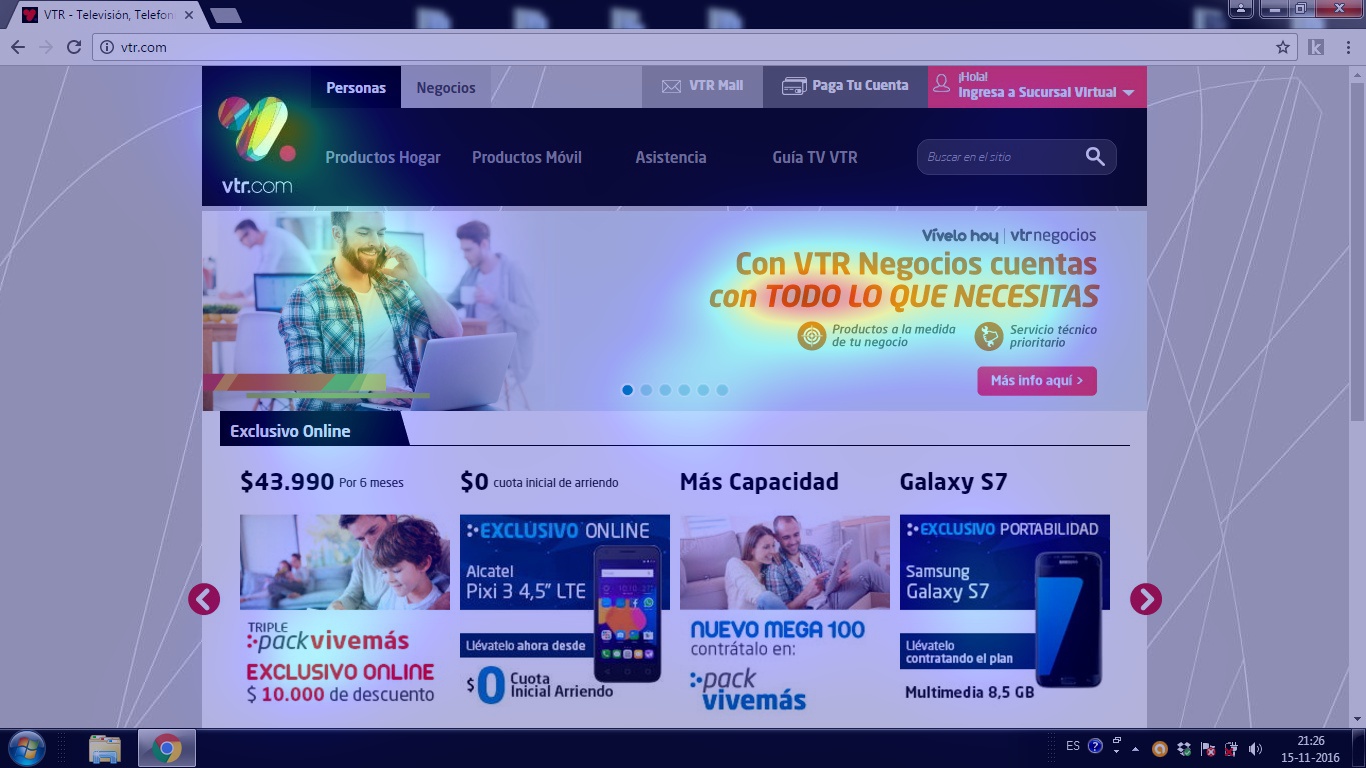 VTR - Televisión, Telefon
vtr.com
Personas
Negocios
VTR Mail
Paga Tu Cuenta
¡Hola!
Ingresa a Sucursal Virtual
vtr.com
Productos Hogar
Productos Móvil
Asistencia
Guía TV VTR
Buscar en el sitio
Vívelo hoy | vtrnegocios
Con VTR Negocios cuentas
con TODO LO QUE NECESITAS
Productos a la medida
de tu negocio
Servicio técnico
prioritario
Más info aquí >
Exclusivo Online
$43.990 Por 6 meses
$0 cuota inicial de arriendo
Más Capacidad
Galaxy S7
TRIPLE
:•pack vivemás
EXCLUSIVO ONLINE
$ 10.000 de descuento
:•EXCLUSIVO ONLINE
Alcatel
Pixi 3 4,5” LTE
Llévatelo ahora desde
$0 Cuota
Inicial Arriendo
NUEVO MEGA 100
contrátalo en:
:•pack
vivemás
:•EXCLUSIVO PORTABILIDAD
Samsung
Galaxy S7
Llévatelo
contratando el plan
Multimedia 8,5 GB
ES
21:26
15-11-2016